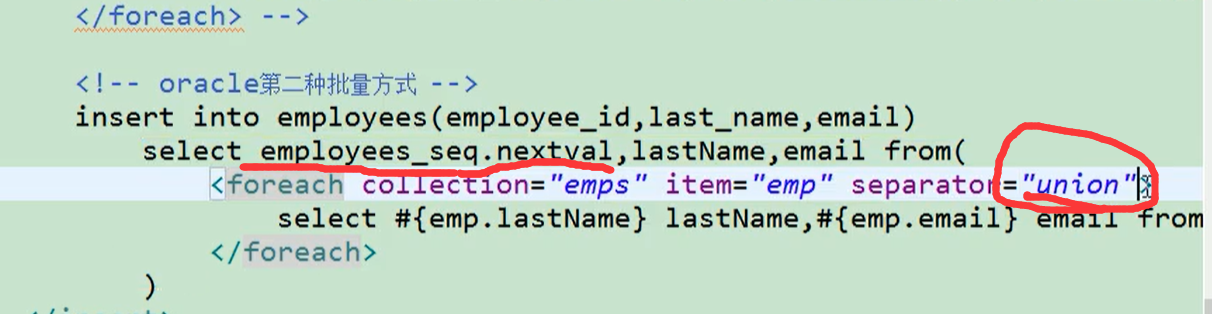 </foreach> -->
<!-- oracle第二种批量方式 -->
insert into employees(employee_id,last_name,email)
select employees_seq.nextval,lastName,email from(
<foreach collection="emps" item="emp" separator="union">
select #{emp.lastName} lastName,#{emp.email} email from
</foreach>
)